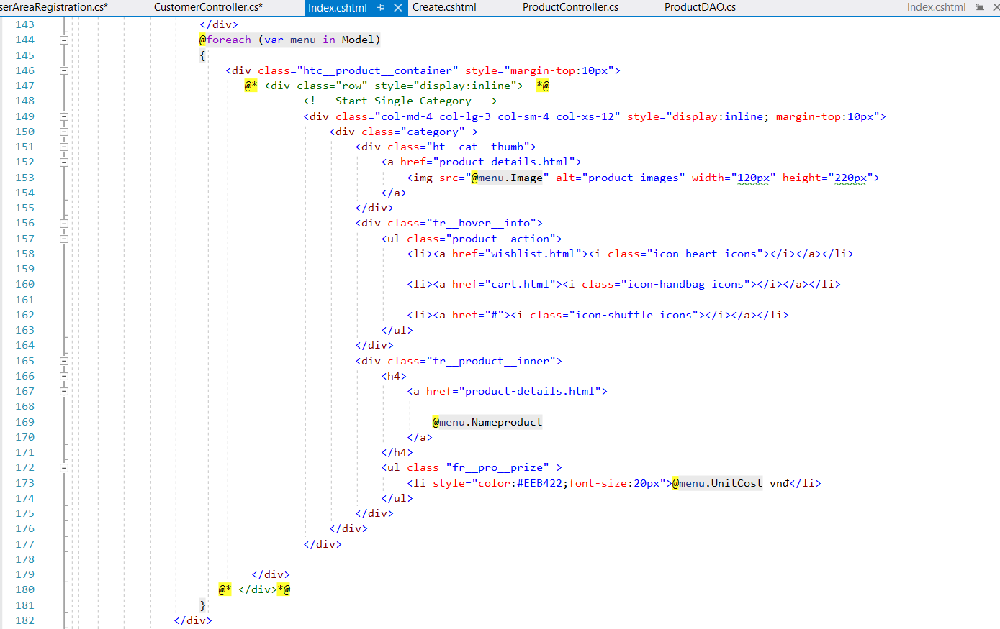 serAreaRegistration.cs* CustomerController.cs* Index.cshtml Create.cshtml ProductController.cs ProductDAO.cs Index.cshtml
143 </div>
144 @foreach (var menu in Model)
145 {
146 <div class="htc__product__container" style="margin-top:10px">
147 @* <div class="row" style="display:inline">  *@
148 <!-- Start Single Category -->
149 <div class="col-md-4 col-lg-3 col-sm-4 col-xs-12" style="display:inline; margin-top:10px">
150 <div class="category" >
151 <div class="ht__cat__thumb">
152 <a href="product-details.html">
153 <img src="@menu.Image" alt="product images" width="120px" height="220px">
154 </a>
155 </div>
156 <div class="fr__hover__info">
157 <ul class="product__action">
158 <li><a href="wishlist.html"><i class="icon-heart icons"></i></a></li>
159
160 <li><a href="cart.html"><i class="icon-handbag icons"></i></a></li>
161
162 <li><a href="#"><i class="icon-shuffle icons"></i></a></li>
163 </ul>
164 </div>
165 <div class="fr__product__inner">
166 <h4>
167 <a href="product-details.html">
168
169 @menu.Nameproduct
170 </a>
171 </h4>
172 <ul class="fr__pro__prize" >
173 <li style="color:#EEB422;font-size:20px">@menu.UnitCost vnđ</li>
174 </ul>
175 </div>
176 </div>
177 </div>
178
179 </div>
180 @* </div>*@
181 }
182 </div>